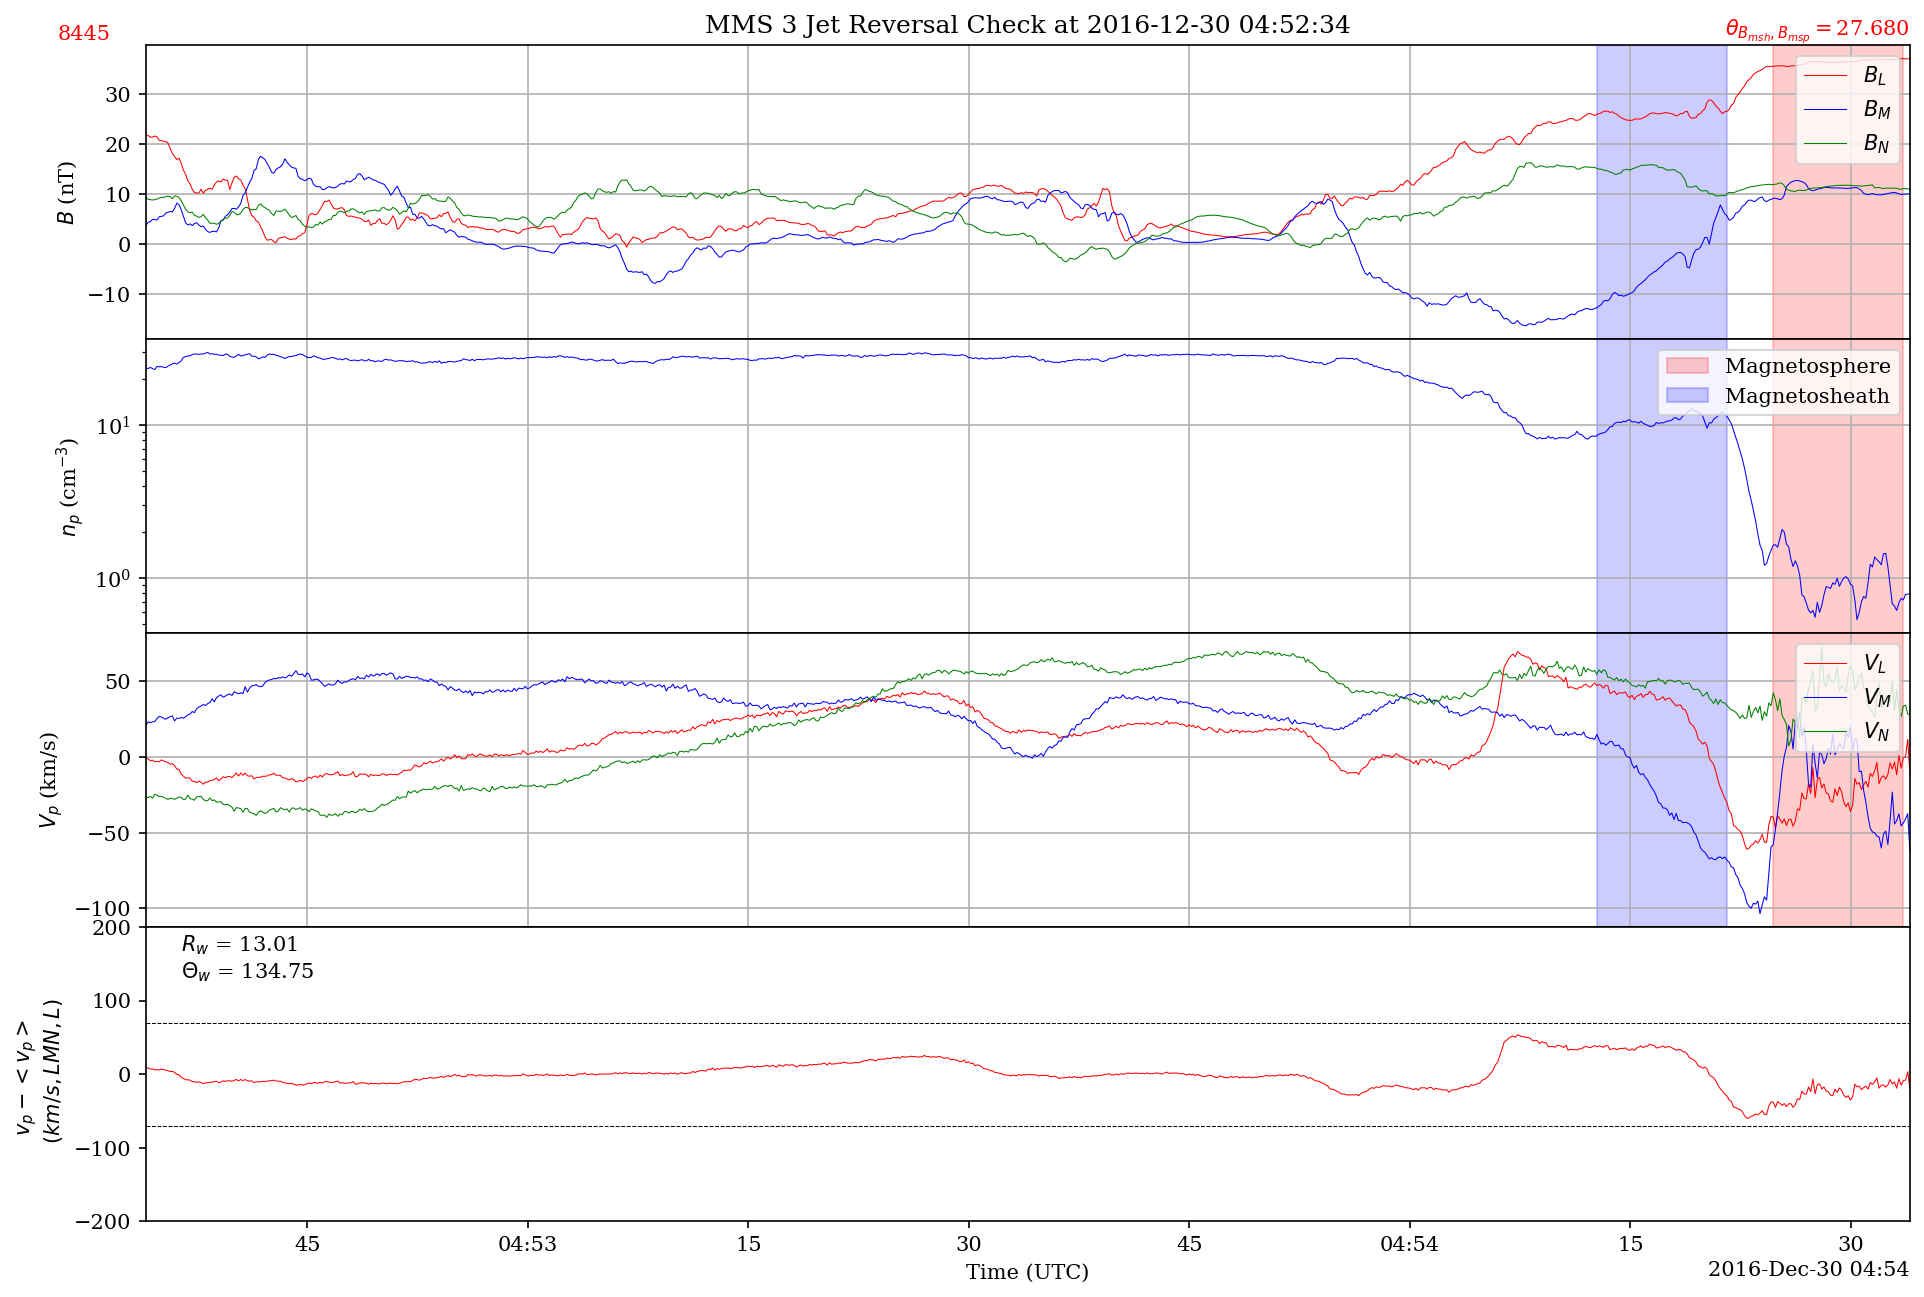 MMS 3 Jet Reversal Check at 2016-12-30 04:52:34
8445
θ_{B_{msh}, B_{msp}} = 27.680
B (nT)
30
20
10
0
−10
B_L
B_M
B_N
n_p (cm^{−3})
10^1
10^0
Magnetosphere
Magnetosheath
V_p (km/s)
50
0
−50
−100
V_L
V_M
V_N
v_p − <v_p>
(km/s, LMN, L)
200
100
0
−100
−200
R_w = 13.01
Θ_w = 134.75
45
04:53
15
30
45
04:54
15
30
Time (UTC)
2016-Dec-30 04:54